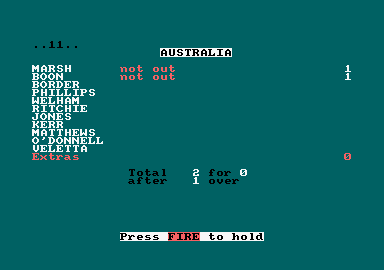 ..11..
AUSTRALIA
MARSH not out 1
BOON not out 1
BORDER
PHILLIPS
WELHAM
RITCHIE
JONES
KERR
MATTHEWS
O'DONNELL
VELETTA
Extras 0
Total 2 for 0
after 1 over
Press FIRE to hold